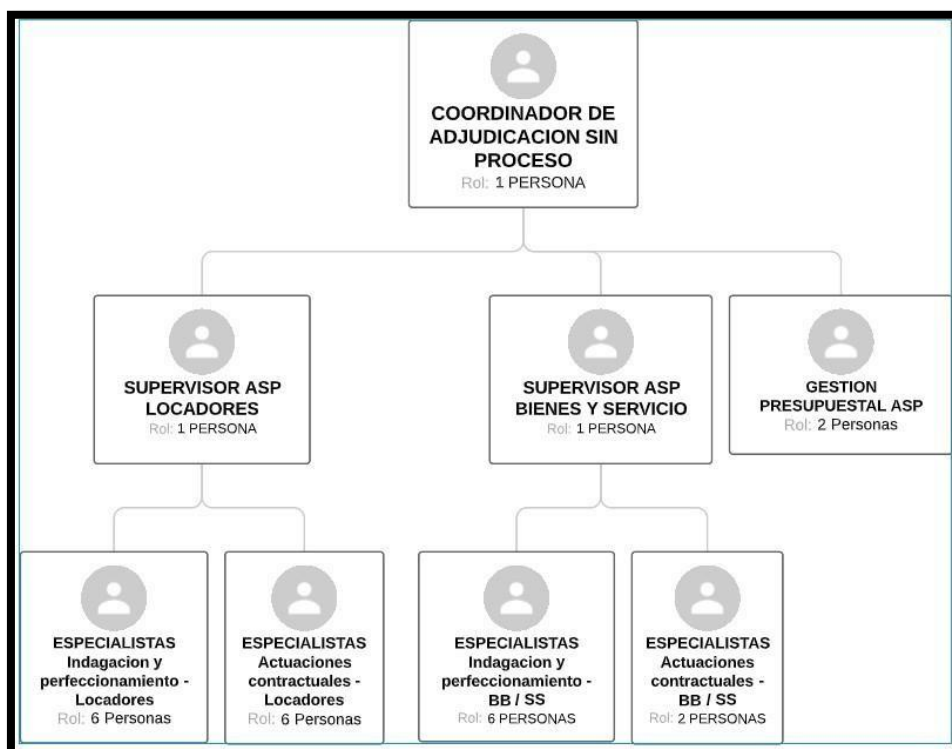 COORDINADOR DE
ADJUDICACION SIN
PROCESO
Rol: 1 PERSONA
SUPERVISOR ASP
LOCADORES
Rol: 1 PERSONA
SUPERVISOR ASP
BIENES Y SERVICIO
Rol: 1 PERSONA
GESTION
PRESUPUESTAL ASP
Rol: 2 Personas
ESPECIALISTAS
Indagacion y
perfeccionamiento -
Locadores
Rol: 6 Personas
ESPECIALISTAS
Actuaciones
contractuales -
Locadores
Rol: 6 Personas
ESPECIALISTAS
Indagacion y
perfeccionamiento -
BB / SS
Rol: 6 PERSONAS
ESPECIALISTAS
Actuaciones
contractuales -
BB / SS
Rol: 2 PERSONAS